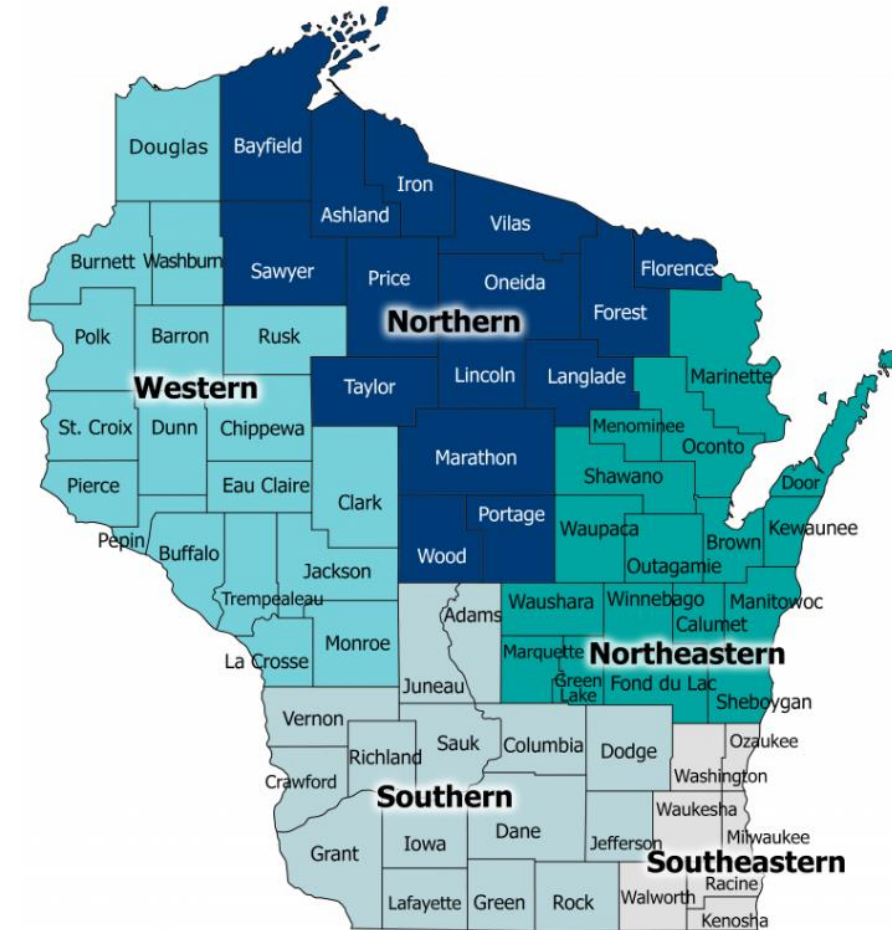 Douglas
Bayfield
Iron
Ashland
Vilas
Burnett
Washburn
Sawyer
Price
Oneida
Florence
Forest
Northern
Polk
Barron
Rusk
Western
Taylor
Lincoln
Langlade
Marinette
St. Croix
Dunn
Chippewa
Menominee
Oconto
Marathon
Shawano
Pierce
Eau Claire
Clark
Door
Portage
Waupaca
Kewaunee
Pepin
Buffalo
Wood
Brown
Outagamie
Jackson
Trempealeau
Adams
Waushara
Winnebago
Manitowoc
Calumet
Monroe
La Crosse
Marquette
Northeastern
Juneau
Green
Lake
Fond du Lac
Sheboygan
Vernon
Sauk
Columbia
Dodge
Ozaukee
Richland
Washington
Crawford
Southern
Waukesha
Dane
Milwaukee
Grant
Iowa
Jefferson
Southeastern
Racine
Lafayette
Green
Rock
Walworth
Kenosha